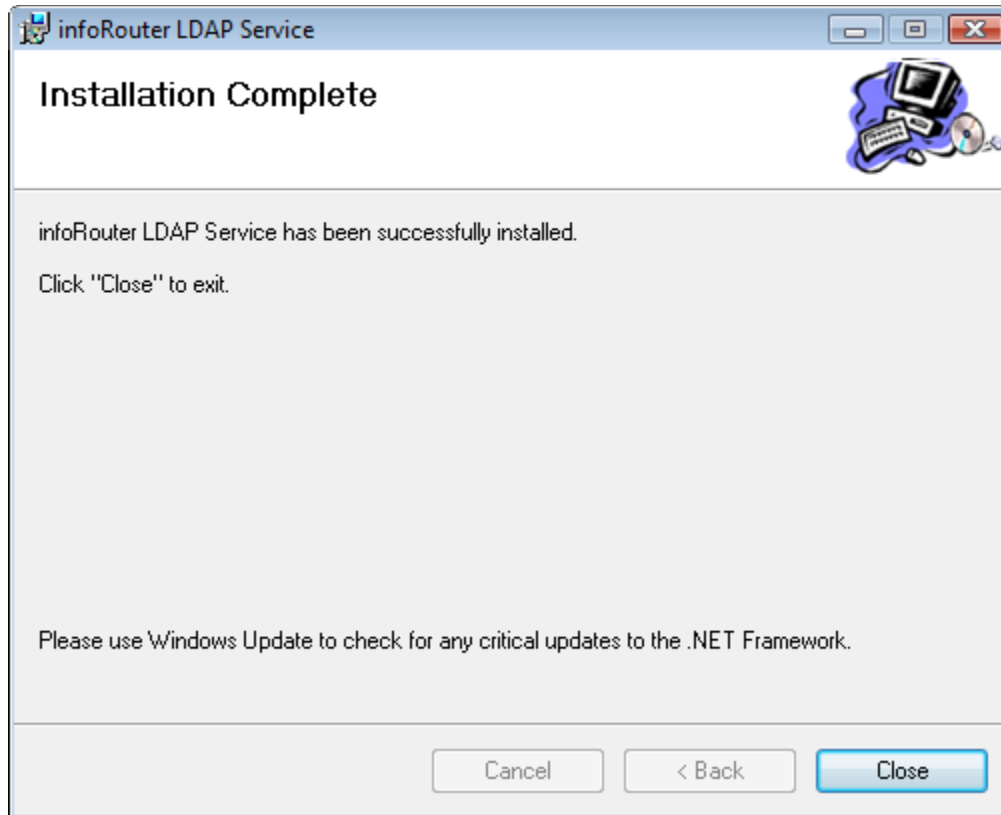 infoRouter LDAP Service
Installation Complete
infoRouter LDAP Service has been successfully installed.
Click "Close" to exit.
Please use Windows Update to check for any critical updates to the .NET Framework.
Cancel
< Back
Close